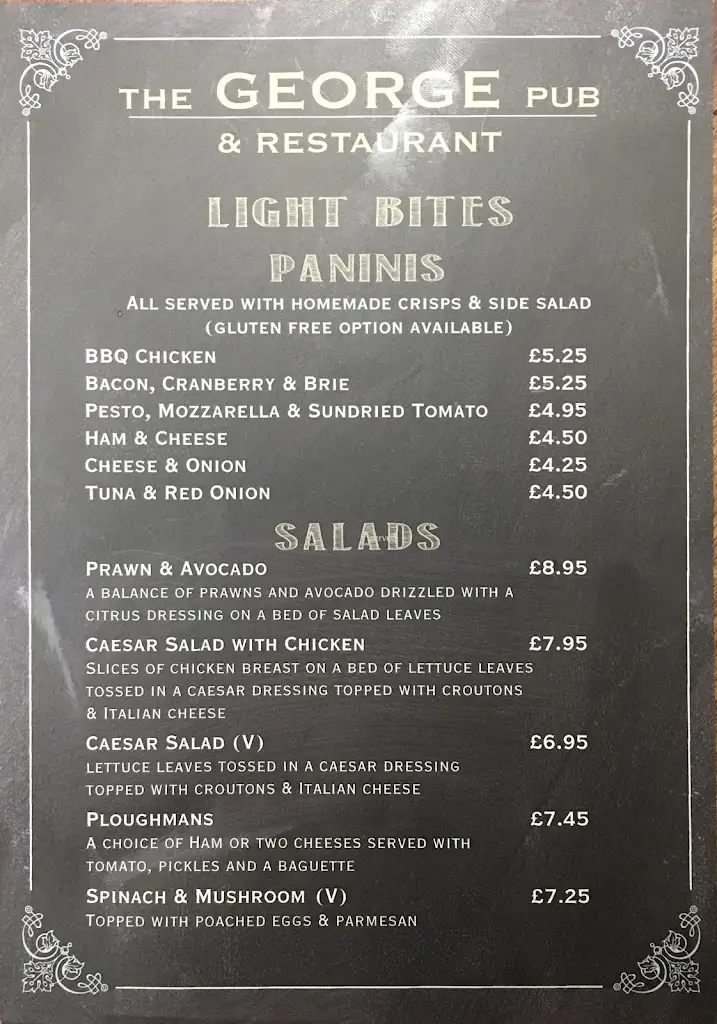 THE GEORGE PUB
& RESTAURANT
LIGHT BITES
PANINIS
ALL SERVED WITH HOMEMADE CRISPS & SIDE SALAD
(GLUTEN FREE OPTION AVAILABLE)
BBQ CHICKEN £5.25
BACON, CRANBERRY & BRIE £5.25
PESTO, MOZZARELLA & SUNDRIED TOMATO £4.95
HAM & CHEESE £4.50
CHEESE & ONION £4.25
TUNA & RED ONION £4.50
SALADS
PRAWN & AVOCADO £8.95
A BALANCE OF PRAWNS AND AVOCADO DRIZZLED WITH A
CITRUS DRESSING ON A BED OF SALAD LEAVES
CAESAR SALAD WITH CHICKEN £7.95
SLICES OF CHICKEN BREAST ON A BED OF LETTUCE LEAVES
TOSSED IN A CAESAR DRESSING TOPPED WITH CROUTONS
& ITALIAN CHEESE
CAESAR SALAD (V) £6.95
LETTUCE LEAVES TOSSED IN A CAESAR DRESSING
TOPPED WITH CROUTONS & ITALIAN CHEESE
PLOUGHMANS £7.45
A CHOICE OF HAM OR TWO CHEESES SERVED WITH
TOMATO, PICKLES AND A BAGUETTE
SPINACH & MUSHROOM (V) £7.25
TOPPED WITH POACHED EGGS & PARMESAN